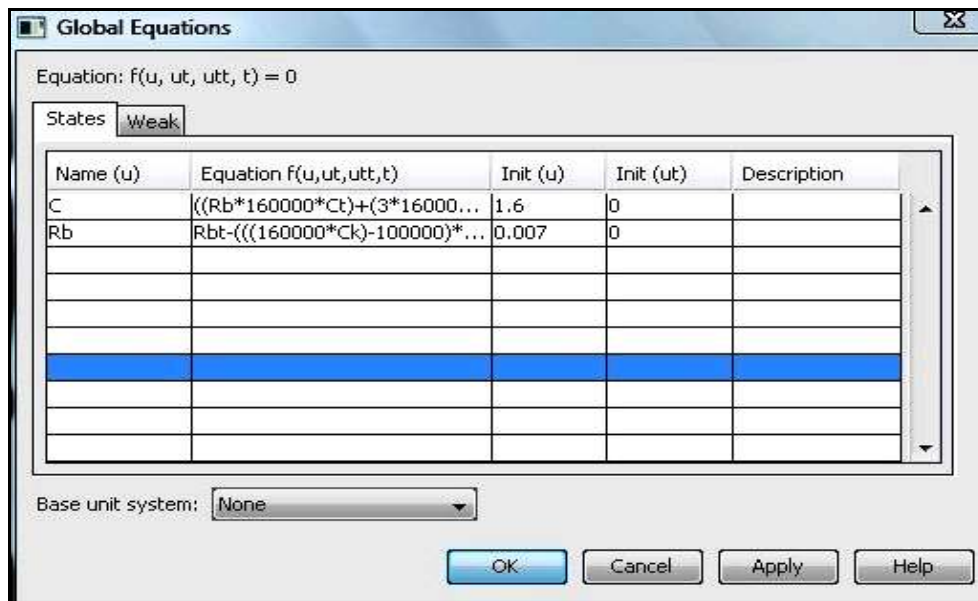 Global Equations
Equation: f(u, ut, utt, t) = 0
States Weak
Name (u) Equation f(u,ut,utt,t) Init (u) Init (ut) Description
C ((Rb*160000*Ct)+(3*16000... 1.6 0
Rb Rbt-(((160000*Ck)-100000)*... 0.007 0
Base unit system: None
OK Cancel Apply Help